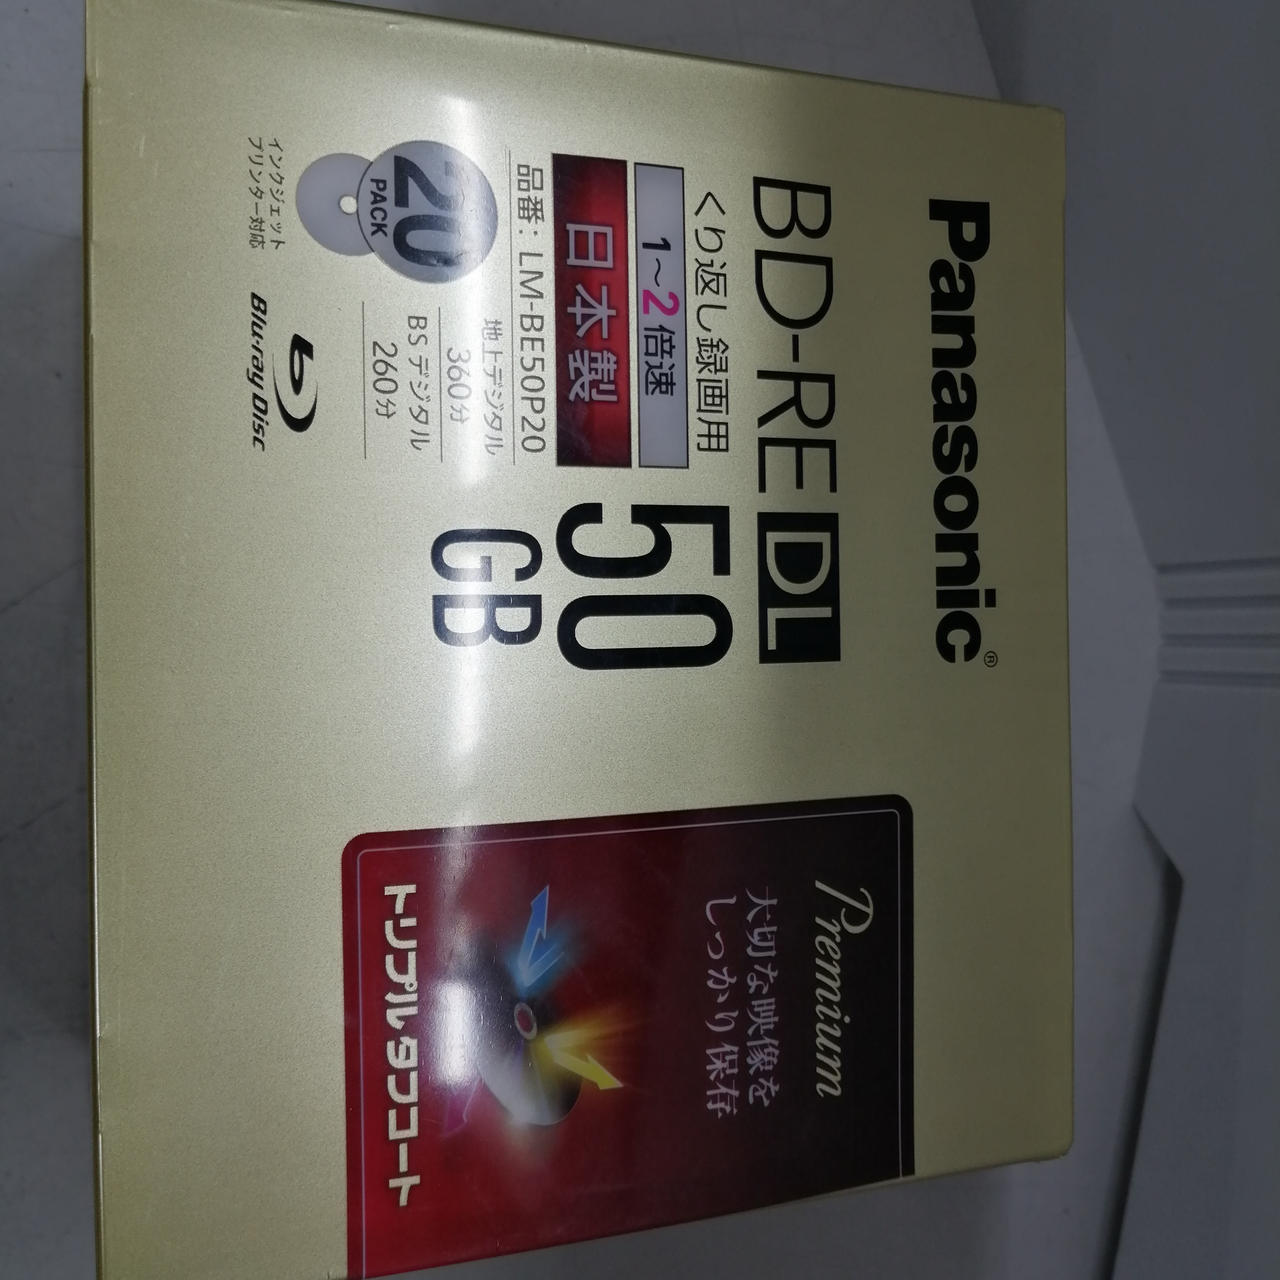 Panasonic®
BD-RE DL
くり返し録画用
1～2倍速
日本製
50
GB
品番：LM-BE50P20
地上デジタル
360分
BSデジタル
260分
20
PACK
インクジェット
プリンター対応
Blu-ray Disc
Premium
大切な映像を
しっかり保存
トリプルタフコート